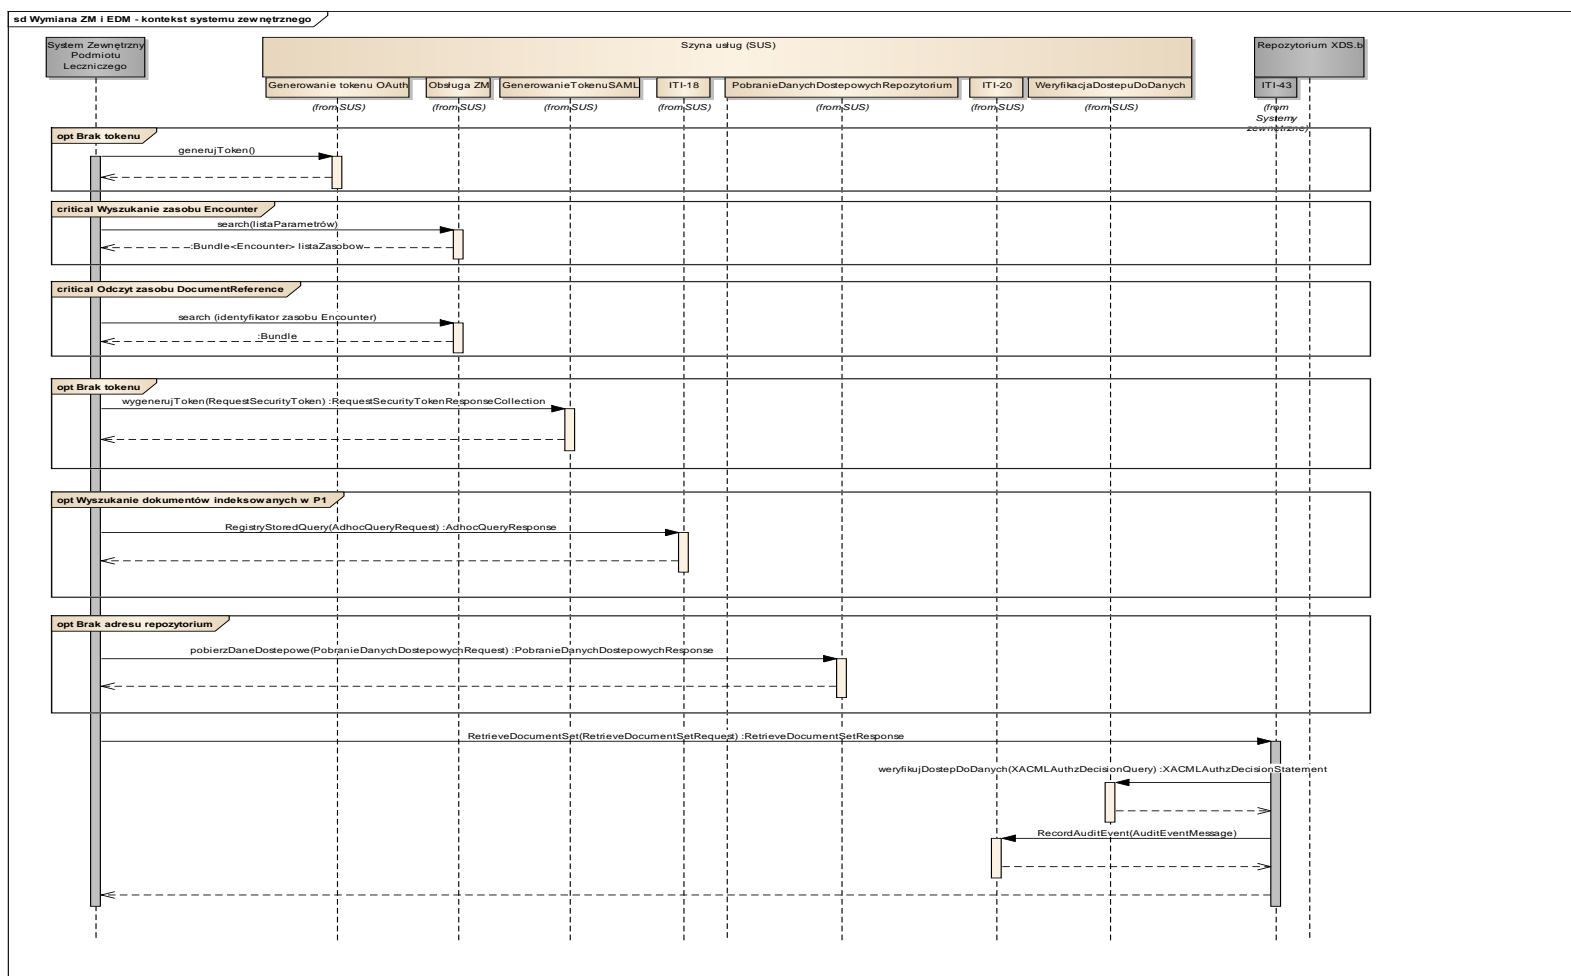 sd Wymiana ZM i EDM - kontekst systemu zewnętrznego
System Zewnętrzny
Podmiotu
Leczniczego
Szyna usług (SUS)
Repozytorium XDS.b
Generowanie tokenu OAuth
Obsługa ZM
GenerowanieTokenuSAML
ITI-18
PobranieDanychDostepowychRepozytorium
ITI-20
WeryfikacjaDostepuDoDanych
ITI-43
(from SUS)
(from SUS)
(from SUS)
(from SUS)
(from SUS)
(from SUS)
(from SUS)
(from
Systemy
zewnętrzne)
opt Brak tokenu
generujToken()
critical Wyszukanie zasobu Encounter
search(listaParametrów)
:Bundle<Encounter> listaZasobow
critical Odczyt zasobu DocumentReference
search (identyfikator zasobu Encounter)
:Bundle
opt Brak tokenu
wygenerujToken(RequestSecurityToken) :RequestSecurityTokenResponseCollection
opt Wyszukanie dokumentów indeksowanych w P1
RegistryStoredQuery(AdhocQueryRequest) :AdhocQueryResponse
opt Brak adresu repozytorium
pobierzDaneDostepowe(PobranieDanychDostepowychRequest) :PobranieDanychDostepowychResponse
RetrieveDocumentSet(RetrieveDocumentSetRequest) :RetrieveDocumentSetResponse
weryfikujDostepDoDanych(XACMLAuthzDecisionQuery) :XACMLAuthzDecisionStatement
RecordAuditEvent(AuditEventMessage)